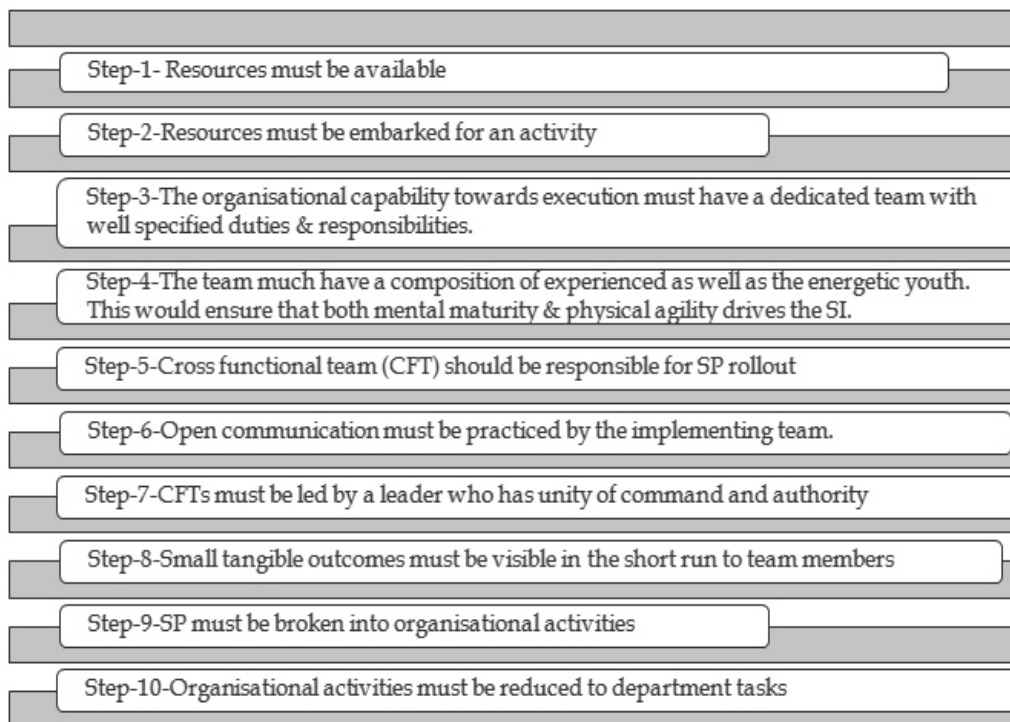 Step-1- Resources must be available
Step-2-Resources must be embarked for an activity
Step-3-The organisational capability towards execution must have a dedicated team with
well specified duties & responsibilities.
Step-4-The team much have a composition of experienced as well as the energetic youth.
This would ensure that both mental maturity & physical agility drives the SI.
Step-5-Cross functional team (CFT) should be responsible for SP rollout
Step-6-Open communication must be practiced by the implementing team.
Step-7-CFTs must be led by a leader who has unity of command and authority
Step-8-Small tangible outcomes must be visible in the short run to team members
Step-9-SP must be broken into organisational activities
Step-10-Organisational activities must be reduced to department tasks